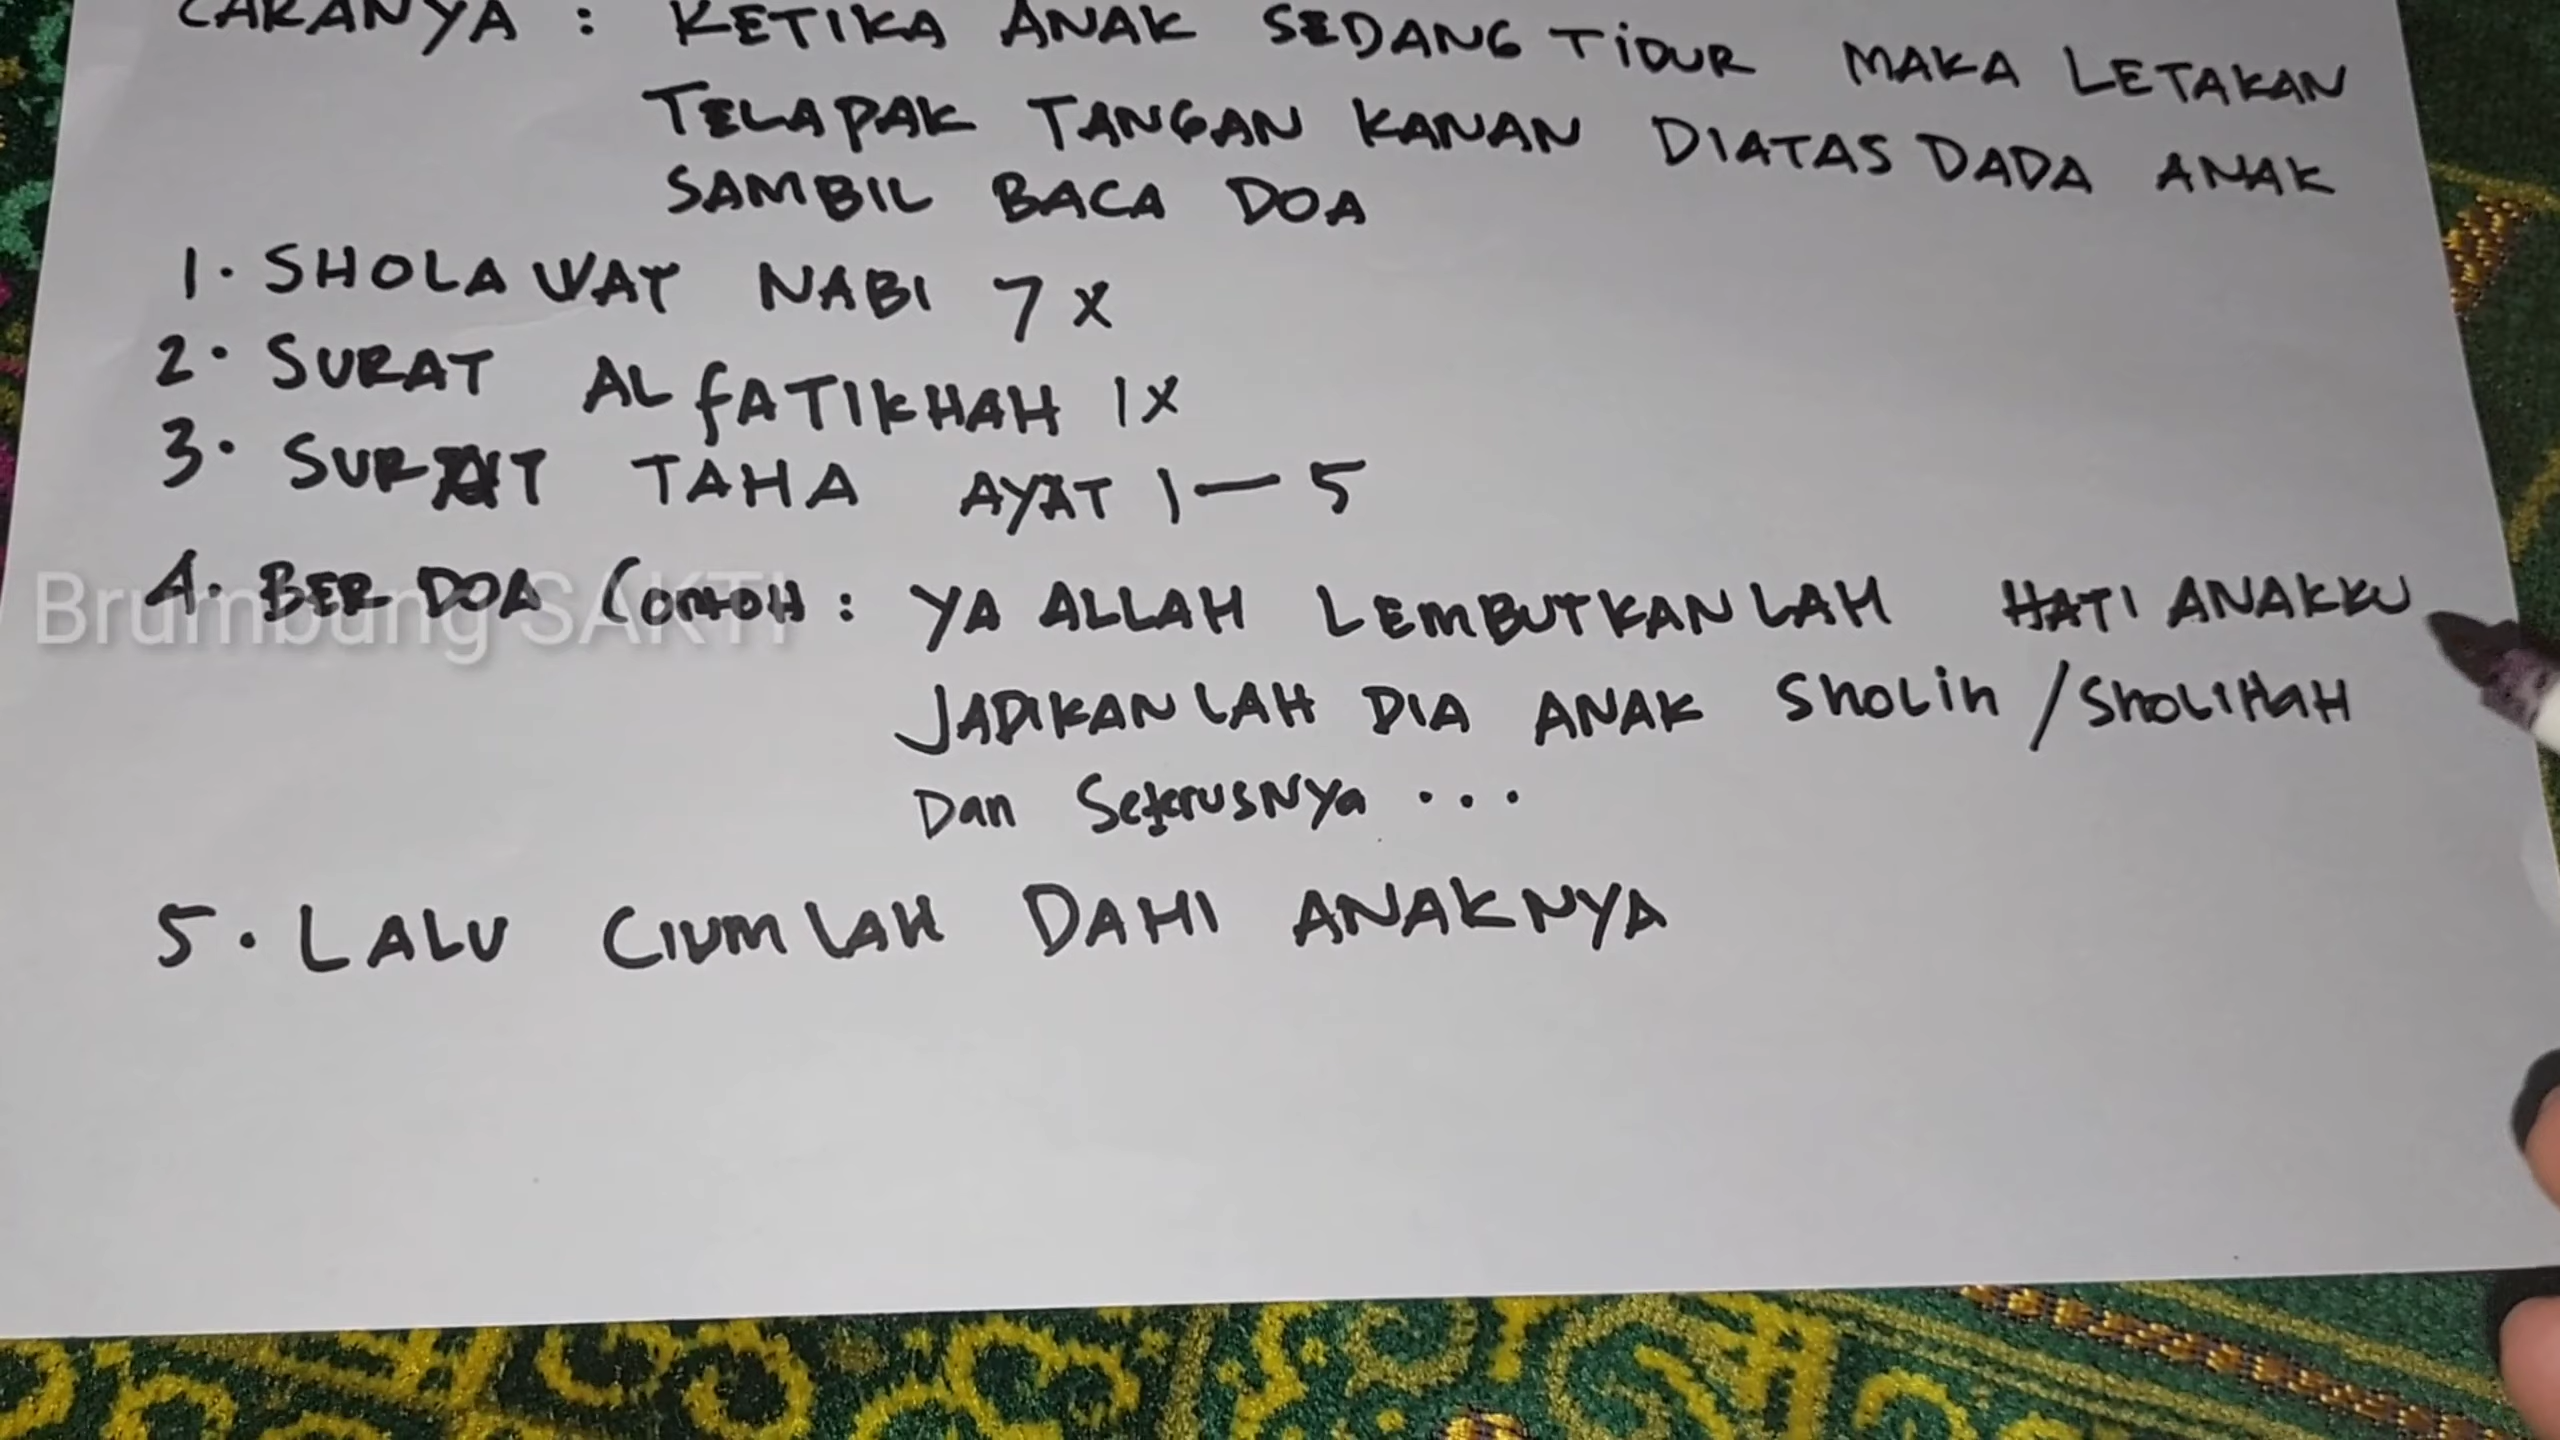 CARANYA : KETIKA ANAK SEDANG TIDUR MAKA LETAKAN
TELAPAK TANGAN KANAN DIATAS DADA ANAK
SAMBIL BACA DOA
1. SHOLAWAT NABI 7x
2. SURAT AL fATIKHAH 1X
3. SURAT TAHA AYAT 1 — 5
4. BERDOA CONTOH : YA ALLAH LEMBUTKANLAH HATI ANAKKU
Brumbung SAKTI
JADIKANLAH DIA ANAK SHOLIH / SHOLIHAH
Dan Seterusnya ...
5. LALU CIUMLAH DAHI ANAKNYA